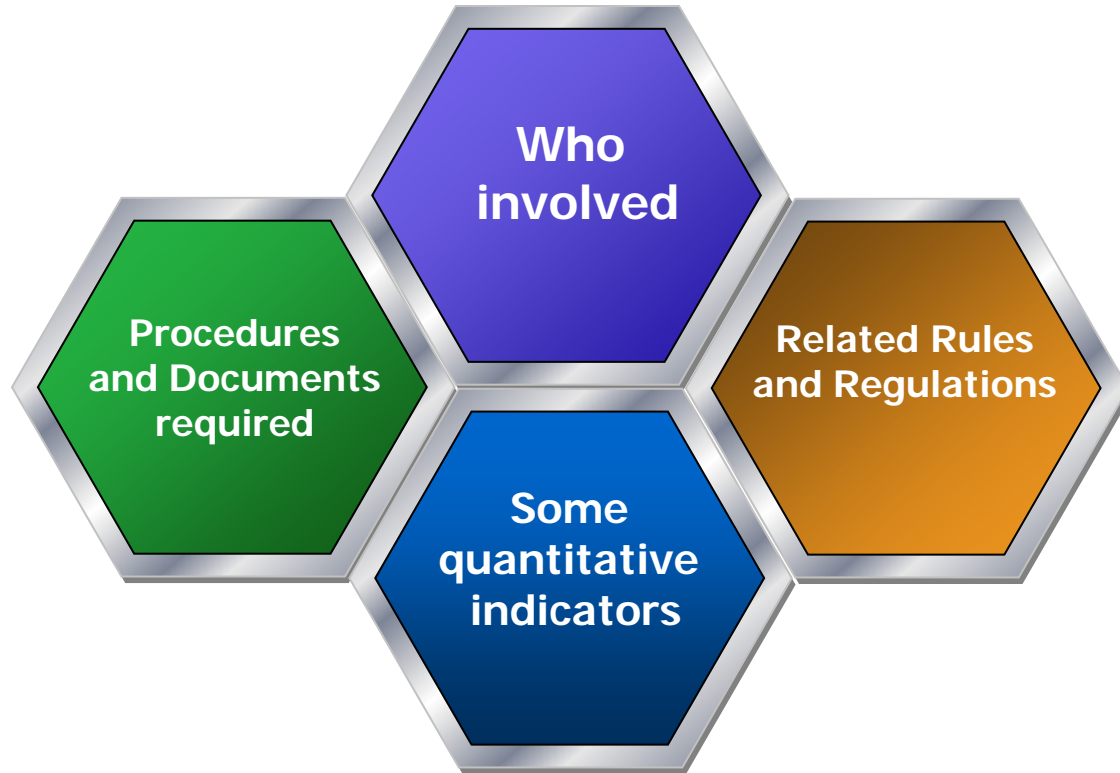 Who
involved
Procedures
and Documents
required
Related Rules
and Regulations
Some
quantitative
indicators